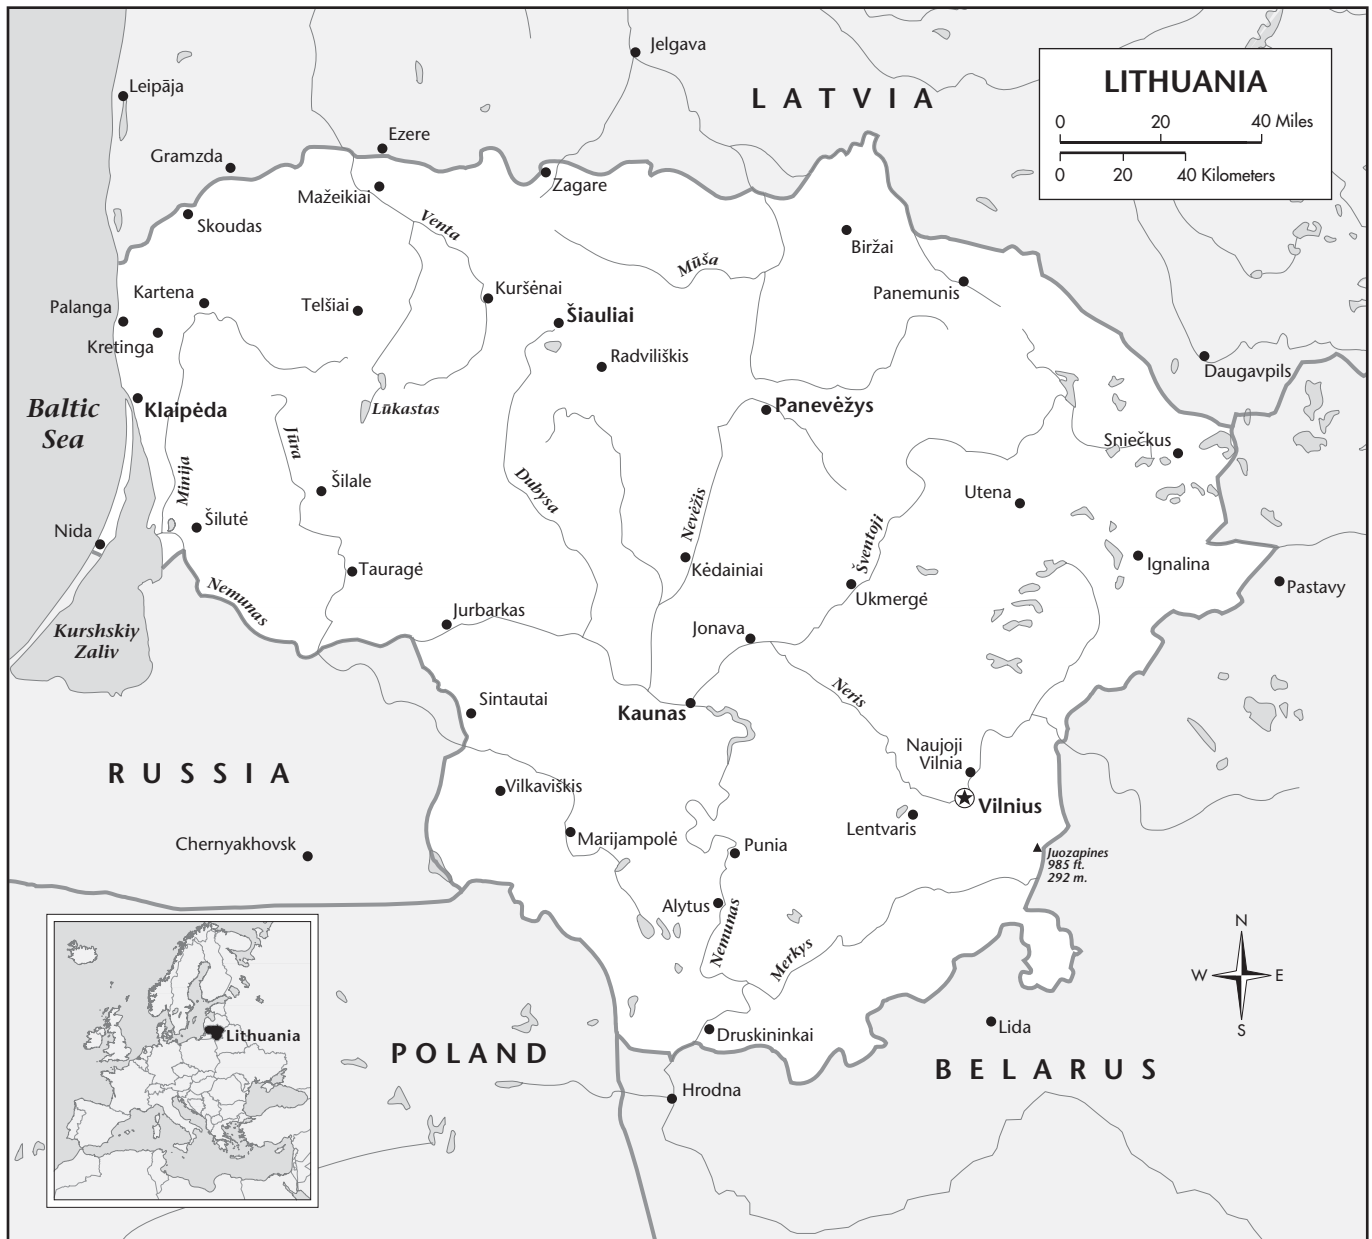 Jelgava
LATVIA
LITHUANIA
0 20 40 Miles
0 20 40 Kilometers
Leipāja
Ezere
Gramzda
Zagare
Mažeikiai
Skoudas
Venta
Biržai
Mūša
Kuršėnai
Panemunis
Kartena
Telšiai
Palanga
Šiauliai
Kretinga
Radviliškis
Daugavpils
Baltic
Sea
Klaipėda
Lūkastas
Panevėžys
Jūra
Sniečkus
Minija
Šilale
Dubysa
Nevėžis
Utena
Šilutė
Nida
Šventoji
Tauragė
Kėdainiai
Ignalina
Nemunas
Ukmergė
Pastavy
Jurbarkas
Kurshskiy
Zaliv
Jonava
Neris
Sintautai
Kaunas
Naujoji
Vilnia
RUSSIA
Vilkaviškis
Vilnius
Lentvaris
Marijampolė
Chernyakhovsk
Punia
Juozapines
985 ft.
292 m.
Alytus
Nemunas
Merkys
N
W E
S
Lithuania
Druskininkai
Lida
POLAND
BELARUS
Hrodna